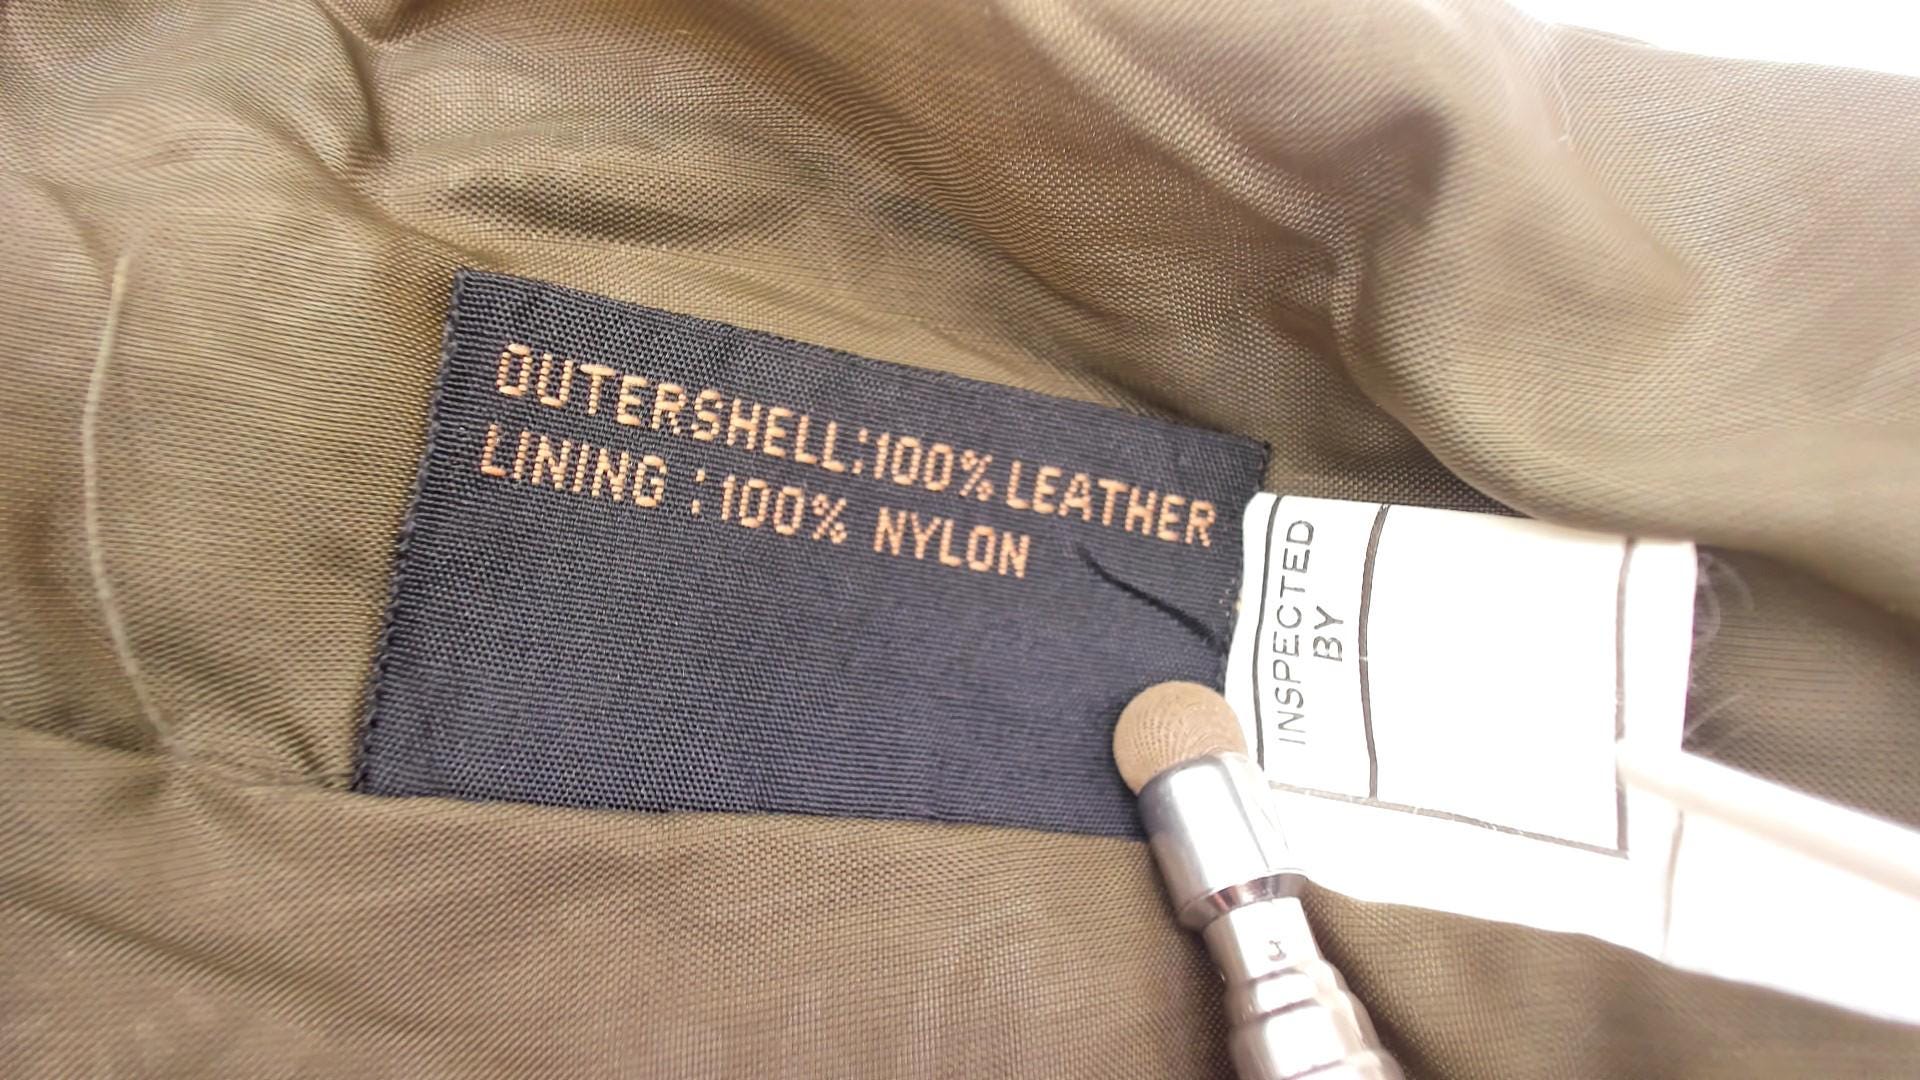 OUTERSHELL:100% LEATHER
LINING :100% NYLON
INSPECTED
BY